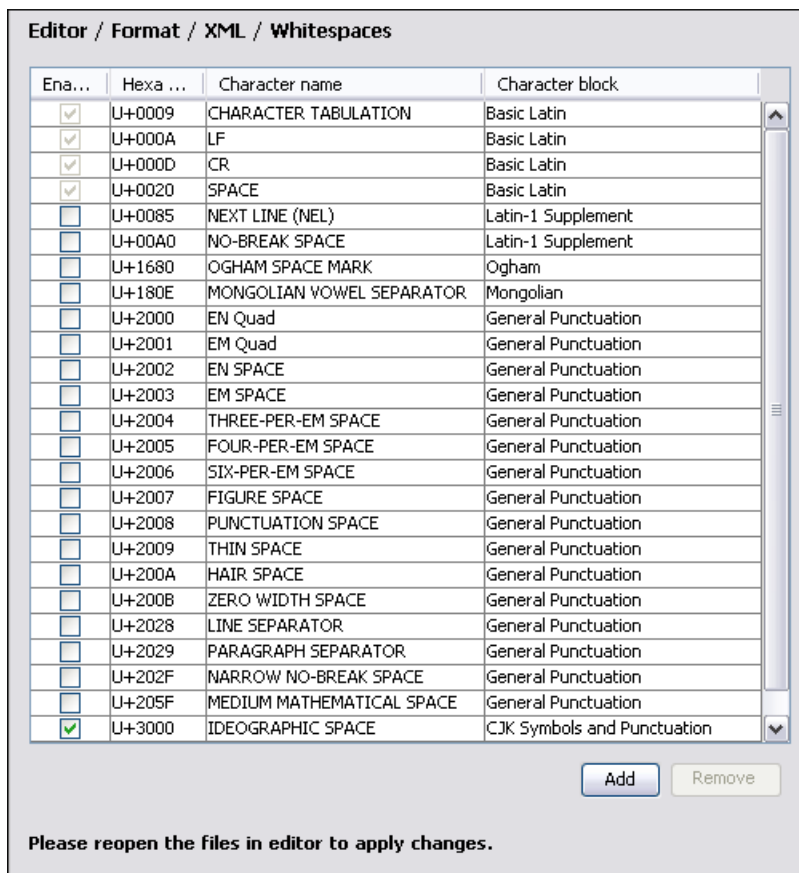 Editor / Format / XML / Whitespaces
Ena... Hexa ... Character name Character block
U+0009 CHARACTER TABULATION Basic Latin
U+000A LF Basic Latin
U+000D CR Basic Latin
U+0020 SPACE Basic Latin
U+0085 NEXT LINE (NEL) Latin-1 Supplement
U+00A0 NO-BREAK SPACE Latin-1 Supplement
U+1680 OGHAM SPACE MARK Ogham
U+180E MONGOLIAN VOWEL SEPARATOR Mongolian
U+2000 EN Quad General Punctuation
U+2001 EM Quad General Punctuation
U+2002 EN SPACE General Punctuation
U+2003 EM SPACE General Punctuation
U+2004 THREE-PER-EM SPACE General Punctuation
U+2005 FOUR-PER-EM SPACE General Punctuation
U+2006 SIX-PER-EM SPACE General Punctuation
U+2007 FIGURE SPACE General Punctuation
U+2008 PUNCTUATION SPACE General Punctuation
U+2009 THIN SPACE General Punctuation
U+200A HAIR SPACE General Punctuation
U+200B ZERO WIDTH SPACE General Punctuation
U+2028 LINE SEPARATOR General Punctuation
U+2029 PARAGRAPH SEPARATOR General Punctuation
U+202F NARROW NO-BREAK SPACE General Punctuation
U+205F MEDIUM MATHEMATICAL SPACE General Punctuation
U+3000 IDEOGRAPHIC SPACE CJK Symbols and Punctuation
Add Remove
Please reopen the files in editor to apply changes.